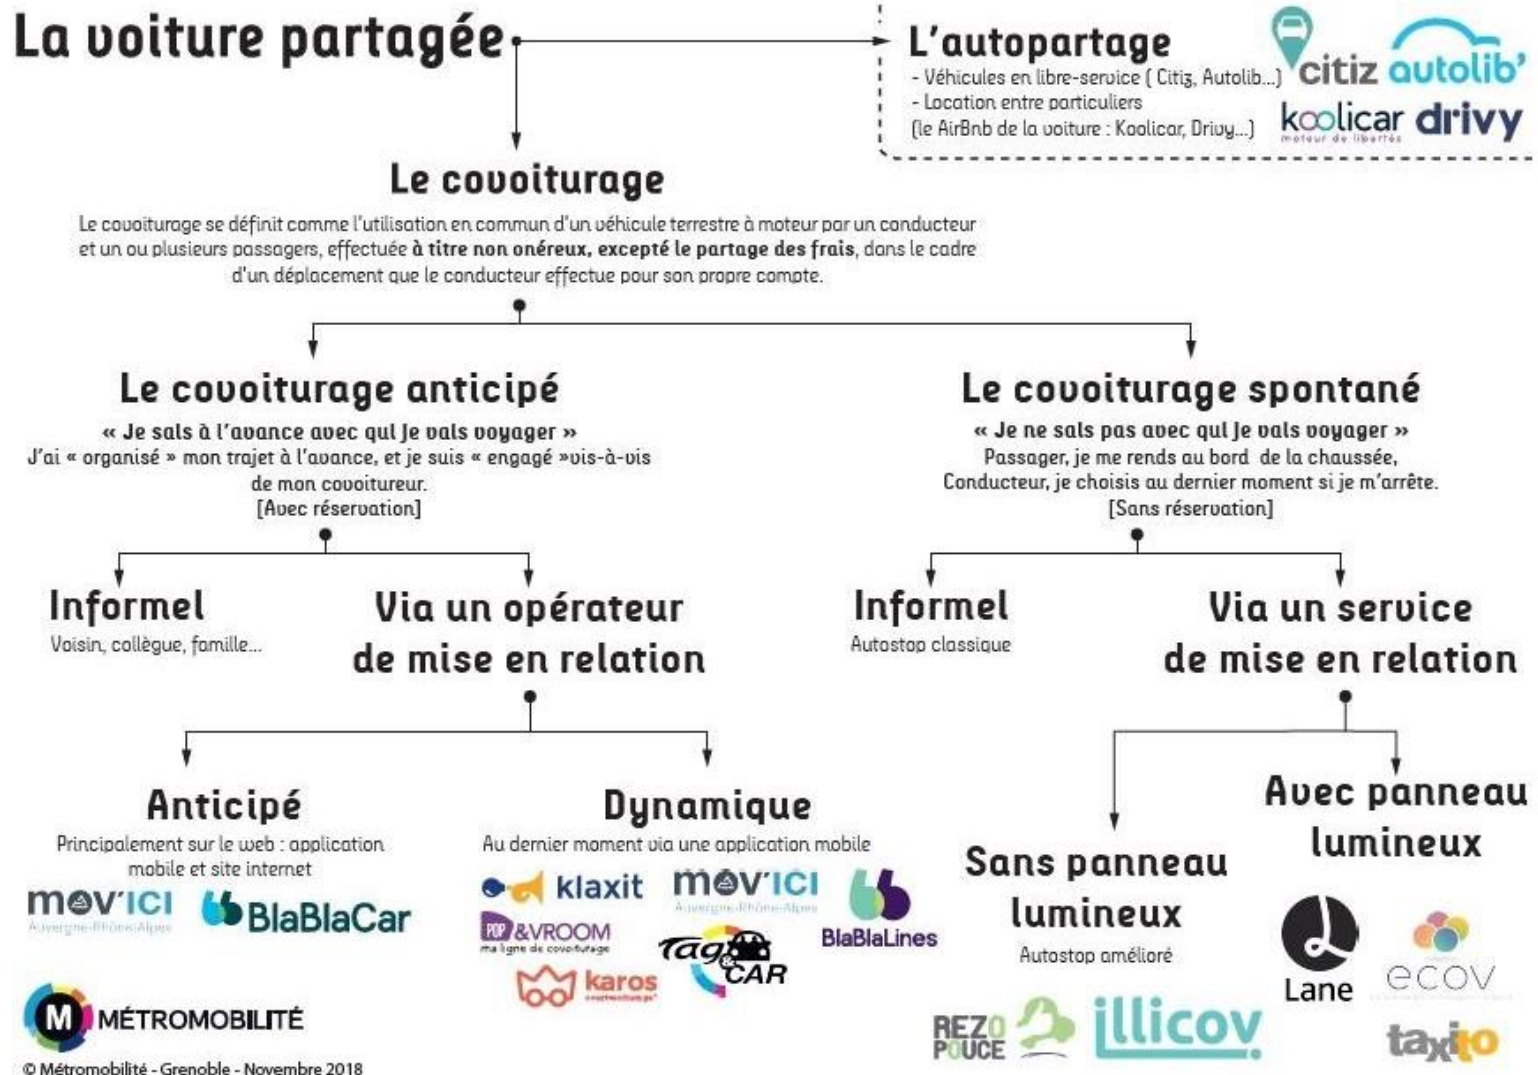 La voiture partagée
L'autopartage
- Véhicules en libre-service ( Citiz, Autolib...)
- Location entre particuliers
(le AirBnb de la voiture : Koolicar, Drivy...)
citiz autolib'
koolicar drivy
moteur de libertés
Le covoiturage
Le covoiturage se définit comme l'utilisation en commun d'un véhicule terrestre à moteur par un conducteur
et un ou plusieurs passagers, effectuée à titre non onéreux, excepté le partage des frais, dans le cadre
d'un déplacement que le conducteur effectue pour son propre compte.
Le covoiturage anticipé
« Je sais à l'avance avec qui je vais voyager »
J'ai « organisé » mon trajet à l'avance, et je suis « engagé »vis-à-vis
de mon covoitureur.
[Avec réservation]
Le covoiturage spontané
« Je ne sais pas avec qui je vais voyager »
Passager, je me rends au bord de la chaussée,
Conducteur, je choisis au dernier moment si je m'arrête.
[Sans réservation]
Informel
Voisin, collègue, famille...
Via un opérateur
de mise en relation
Informel
Autostop classique
Via un service
de mise en relation
Anticipé
Principalement sur le web : application
mobile et site internet
mov'ICI
Auvergne-Rhône-Alpes
BlaBlaCar
Dynamique
Au dernier moment via une application mobile
klaxit
mov'ICI
Auvergne-Rhône-Alpes
BlaBlaLines
POP &VROOM
ma ligne de covoiturage
Tag & CAR
karos
Sans panneau
lumineux
Autostop amélioré
REZO
POUCE
illicov
Avec panneau
lumineux
Lane
ecov
taxito
M MÉTROMOBILITÉ
© Métromobilité - Grenoble - Novembre 2018